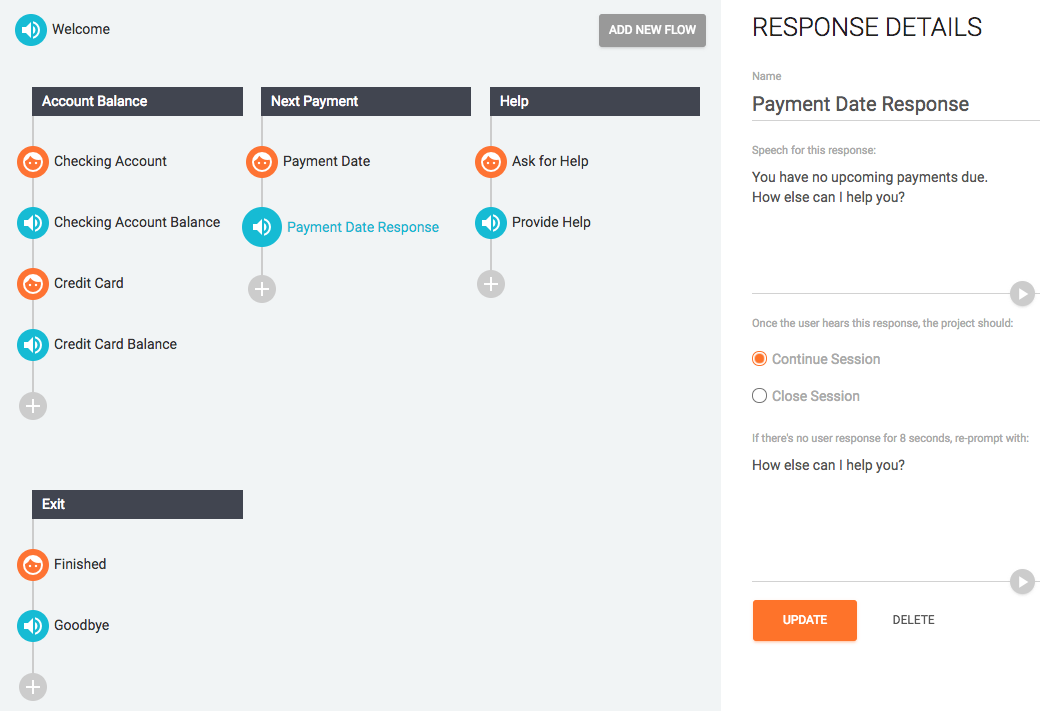 Welcome
ADD NEW FLOW
Account Balance
Checking Account
Checking Account Balance
Credit Card
Credit Card Balance
Next Payment
Payment Date
Payment Date Response
Help
Ask for Help
Provide Help
Exit
Finished
Goodbye
RESPONSE DETAILS
Name
Payment Date Response
Speech for this response:
You have no upcoming payments due.
How else can I help you?
Once the user hears this response, the project should:
Continue Session
Close Session
If there's no user response for 8 seconds, re-prompt with:
How else can I help you?
UPDATE
DELETE